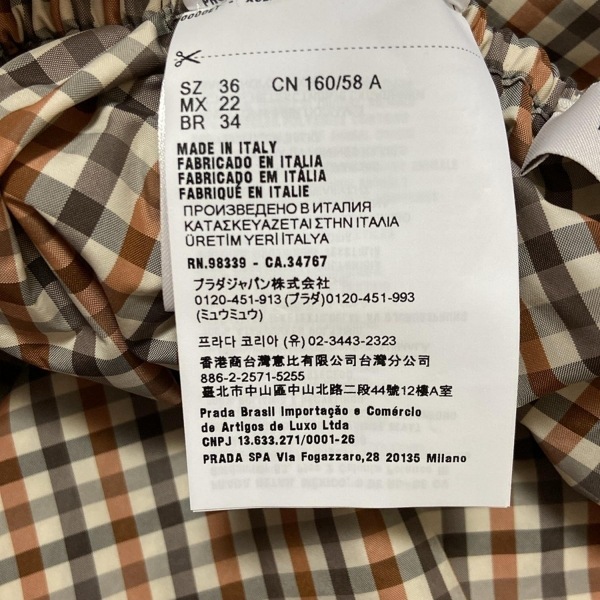 SZ 36 CN 160/58 A
MX 22
BR 34
MADE IN ITALY
FABRICADO EN ITALIA
FABRICADO EM ITÁLIA
FABRIQUÉ EN ITALIE
ПРОИЗВЕДЕНО В ИТАЛИЯ
ΚΑΤΑΣΚΕΥΑΖΕΤΑΙ ΣΤΗΝ ΙΤΑΛΙΑ
ÜRETİM YERİ İTALYA
RN.98339 - CA.34767
プラダジャパン株式会社
0120-451-913 (プラダ) 0120-451-993
(ミュウミュウ)
프라다 코리아 (유) 02-3443-2323
香港商台灣意比有限公司台灣分公司
886-2-2571-5255
臺北市中山區中山北路二段44號12樓A室
Prada Brasil Importação e Comércio
de Artigos de Luxo Ltda
CNPJ 13.633.271/0001-26
PRADA SPA Via Fogazzaro,28 20135 Milano